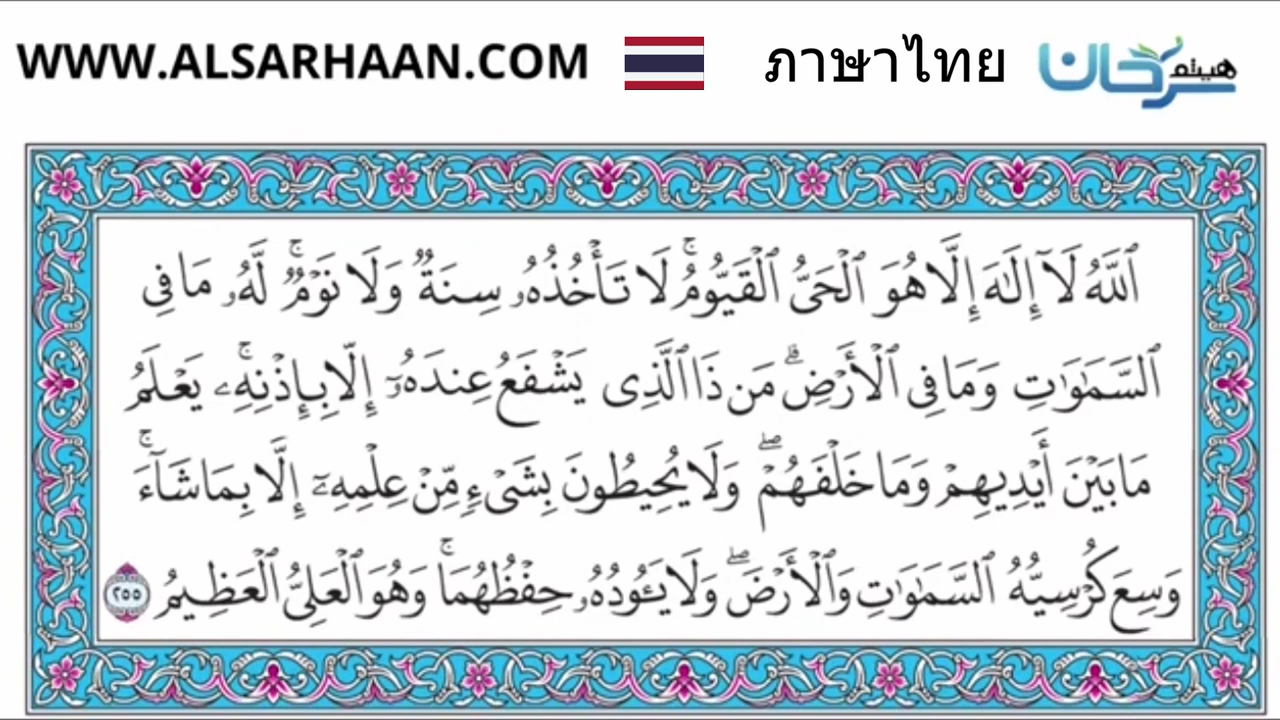 WWW.ALSARHAAN.COM
ภาษาไทย
هيثم سرحان
ٱللَّهُ لَآ إِلَٰهَ إِلَّا هُوَ ٱلۡحَىُّ ٱلۡقَيُّومُۚ لَا تَأۡخُذُهُۥ سِنَةٞ وَلَا نَوۡمٞۚ لَّهُۥ مَا فِى
ٱلسَّمَٰوَٰتِ وَمَا فِى ٱلۡأَرۡضِۗ مَن ذَا ٱلَّذِى يَشۡفَعُ عِندَهُۥٓ إِلَّا بِإِذۡنِهِۦۚ يَعۡلَمُ
مَا بَيۡنَ أَيۡدِيهِمۡ وَمَا خَلۡفَهُمۡۖ وَلَا يُحِيطُونَ بِشَىۡءٖ مِّنۡ عِلۡمِهِۦٓ إِلَّا بِمَا شَآءَۚ
وَسِعَ كُرۡسِيُّهُ ٱلسَّمَٰوَٰتِ وَٱلۡأَرۡضَۖ وَلَا يَـُٔودُهُۥ حِفۡظُهُمَاۚ وَهُوَ ٱلۡعَلِىُّ ٱلۡعَظِيمُ ٢٥٥